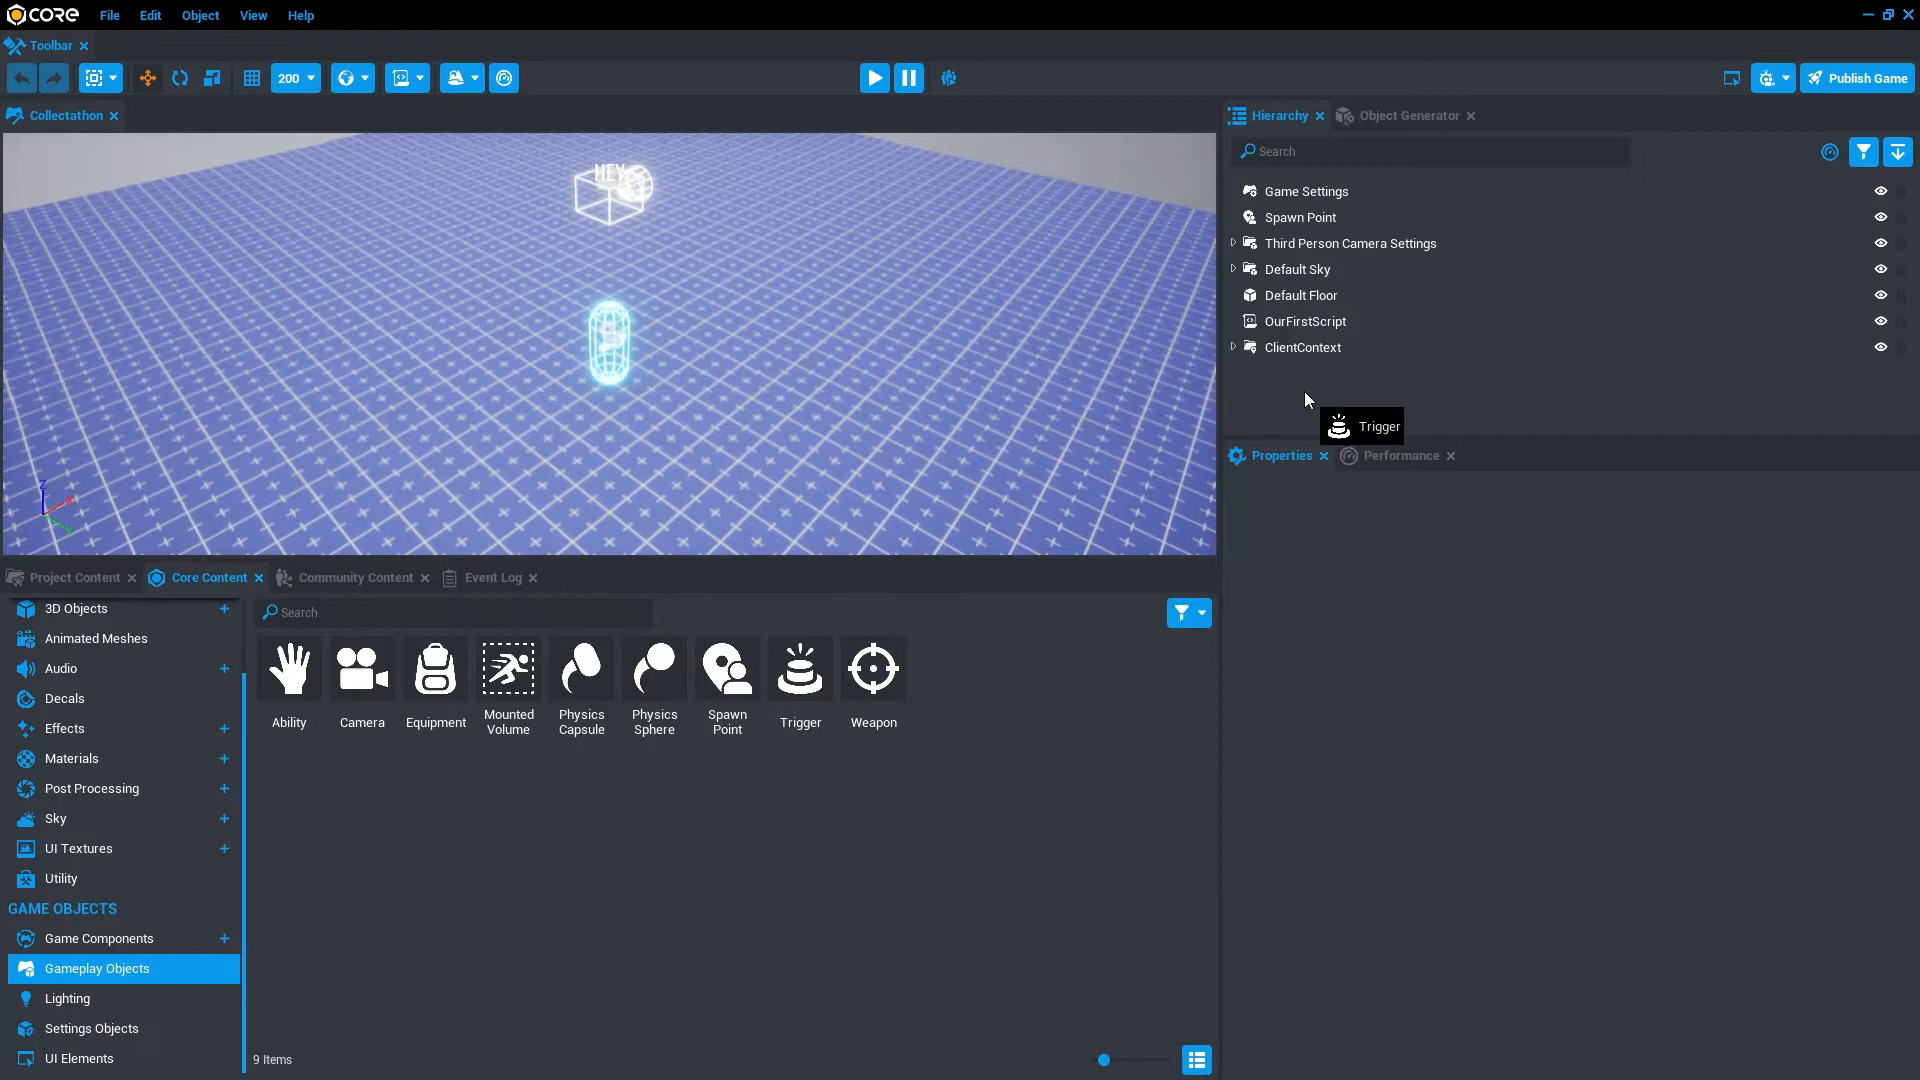 CORE
File Edit Object View Help
Toolbar
200
Publish Game
Collectathon
Hierarchy
Object Generator
HEY
Z
Search
Game Settings
Spawn Point
Third Person Camera Settings
Default Sky
Default Floor
OurFirstScript
ClientContext
Trigger
Properties
Performance
Project Content
Core Content
Community Content
Event Log
3D Objects
Animated Meshes
Audio
Decals
Effects
Materials
Post Processing
Sky
UI Textures
Utility
GAME OBJECTS
Game Components
Gameplay Objects
Lighting
Settings Objects
UI Elements
Search
Ability
Camera
Equipment
Mounted
Volume
Physics
Capsule
Physics
Sphere
Spawn
Point
Trigger
Weapon
9 Items